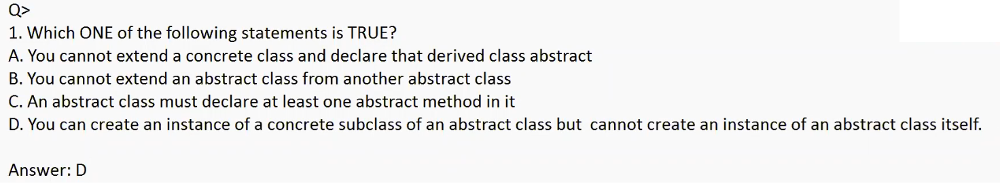 Q>
1. Which ONE of the following statements is TRUE?
A. You cannot extend a concrete class and declare that derived class abstract
B. You cannot extend an abstract class from another abstract class
C. An abstract class must declare at least one abstract method in it
D. You can create an instance of a concrete subclass of an abstract class but  cannot create an instance of an abstract class itself.
Answer: D